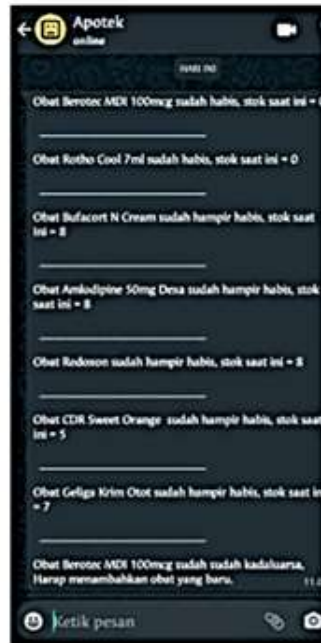 Apotek
online
HARI INI
Obat Berotec MDI 100mcg sudah habis, stok saat ini =
Obat Rotho Cool 7ml sudah habis, stok saat ini = 0
Obat Bufacort N Cream sudah hampir habis, stok saat
ini = 8
Obat Amlodipine 50mg Dexa sudah hampir habis, stok
saat ini = 8
Obat Redoson sudah hampir habis, stok saat ini = 8
Obat CDR Sweet Orange sudah hampir habis, stok saat
ini = 5
Obat Geliga Krim Otot sudah hampir habis, stok saat ini
= 7
Obat Berotec MDI 100mcg sudah sudah kadaluarsa,
Harap menambahkan obat yang baru.
Ketik pesan